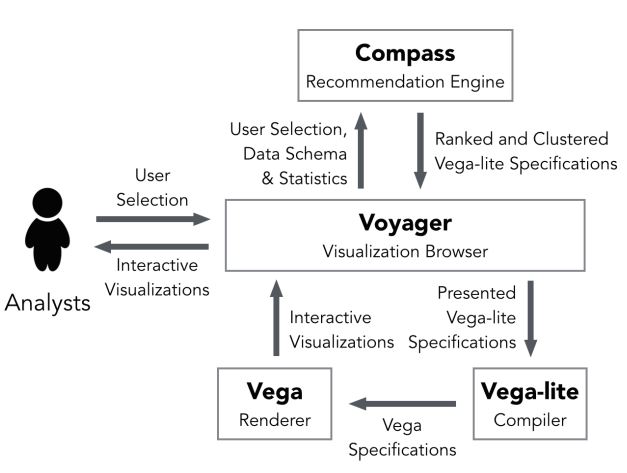 Compass
Recommendation Engine
User Selection,
Data Schema
& Statistics
Ranked and Clustered
Vega-lite Specifications
User
Selection
Voyager
Visualization Browser
Interactive
Visualizations
Analysts
Interactive
Visualizations
Presented
Vega-lite
Specifications
Vega
Renderer
Vega-lite
Compiler
Vega
Specifications